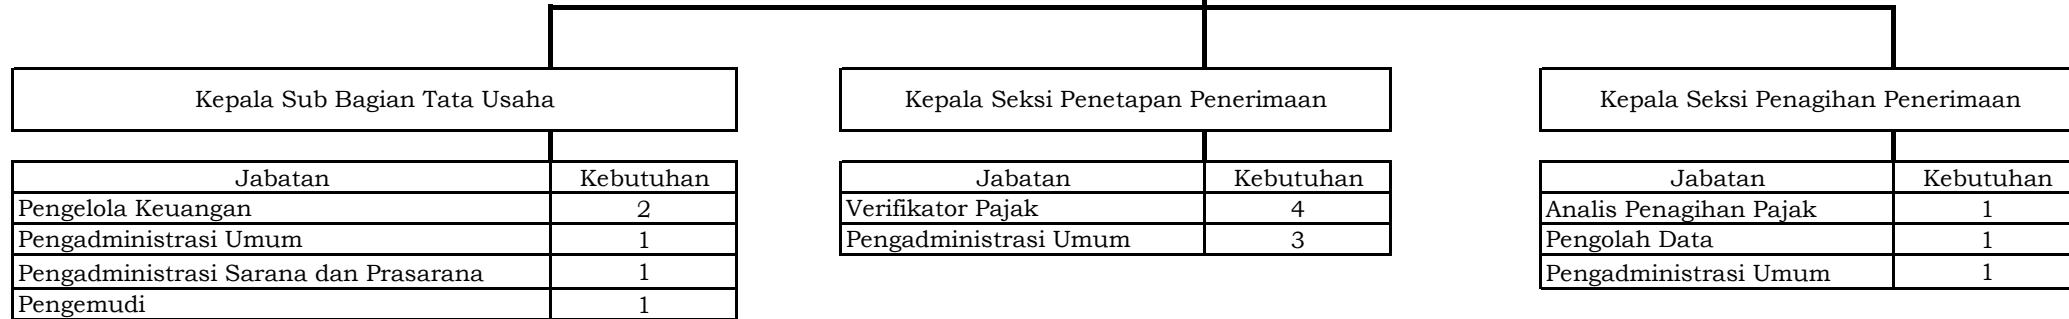 Kepala Sub Bagian Tata Usaha
Kepala Seksi Penetapan Penerimaan
Kepala Seksi Penagihan Penerimaan
Jabatan Kebutuhan
Pengelola Keuangan 2
Pengadministrasi Umum 1
Pengadministrasi Sarana dan Prasarana 1
Pengemudi 1
Jabatan Kebutuhan
Verifikator Pajak 4
Pengadministrasi Umum 3
Jabatan Kebutuhan
Analis Penagihan Pajak 1
Pengolah Data 1
Pengadministrasi Umum 1